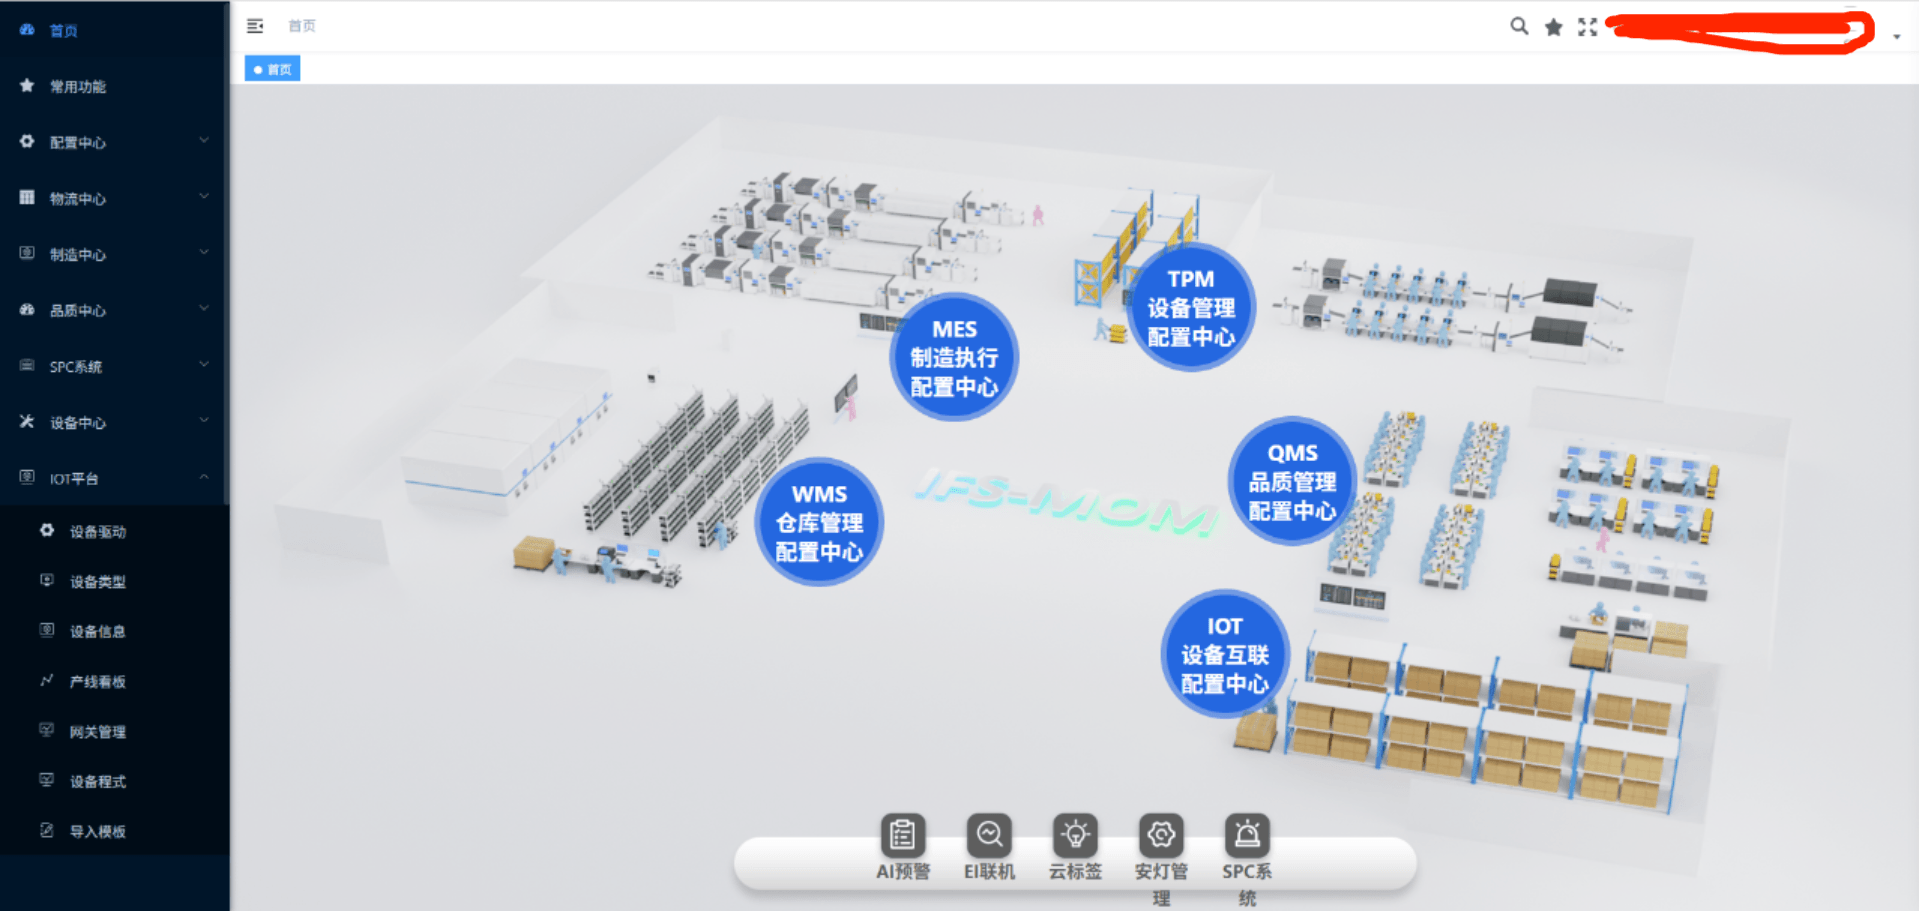 首页
常用功能
配置中心
物流中心
制造中心
品质中心
SPC系统
设备中心
IOT平台
设备驱动
设备类型
设备信息
产线看板
网关管理
设备程式
导入模板
首页
首页
TPM
设备管理
配置中心
MES
制造执行
配置中心
QMS
品质管理
配置中心
WMS
仓库管理
配置中心
IFS-MOM
IOT
设备互联
配置中心
AI预警
EI联机
云标签
安灯管
理
SPC系
统